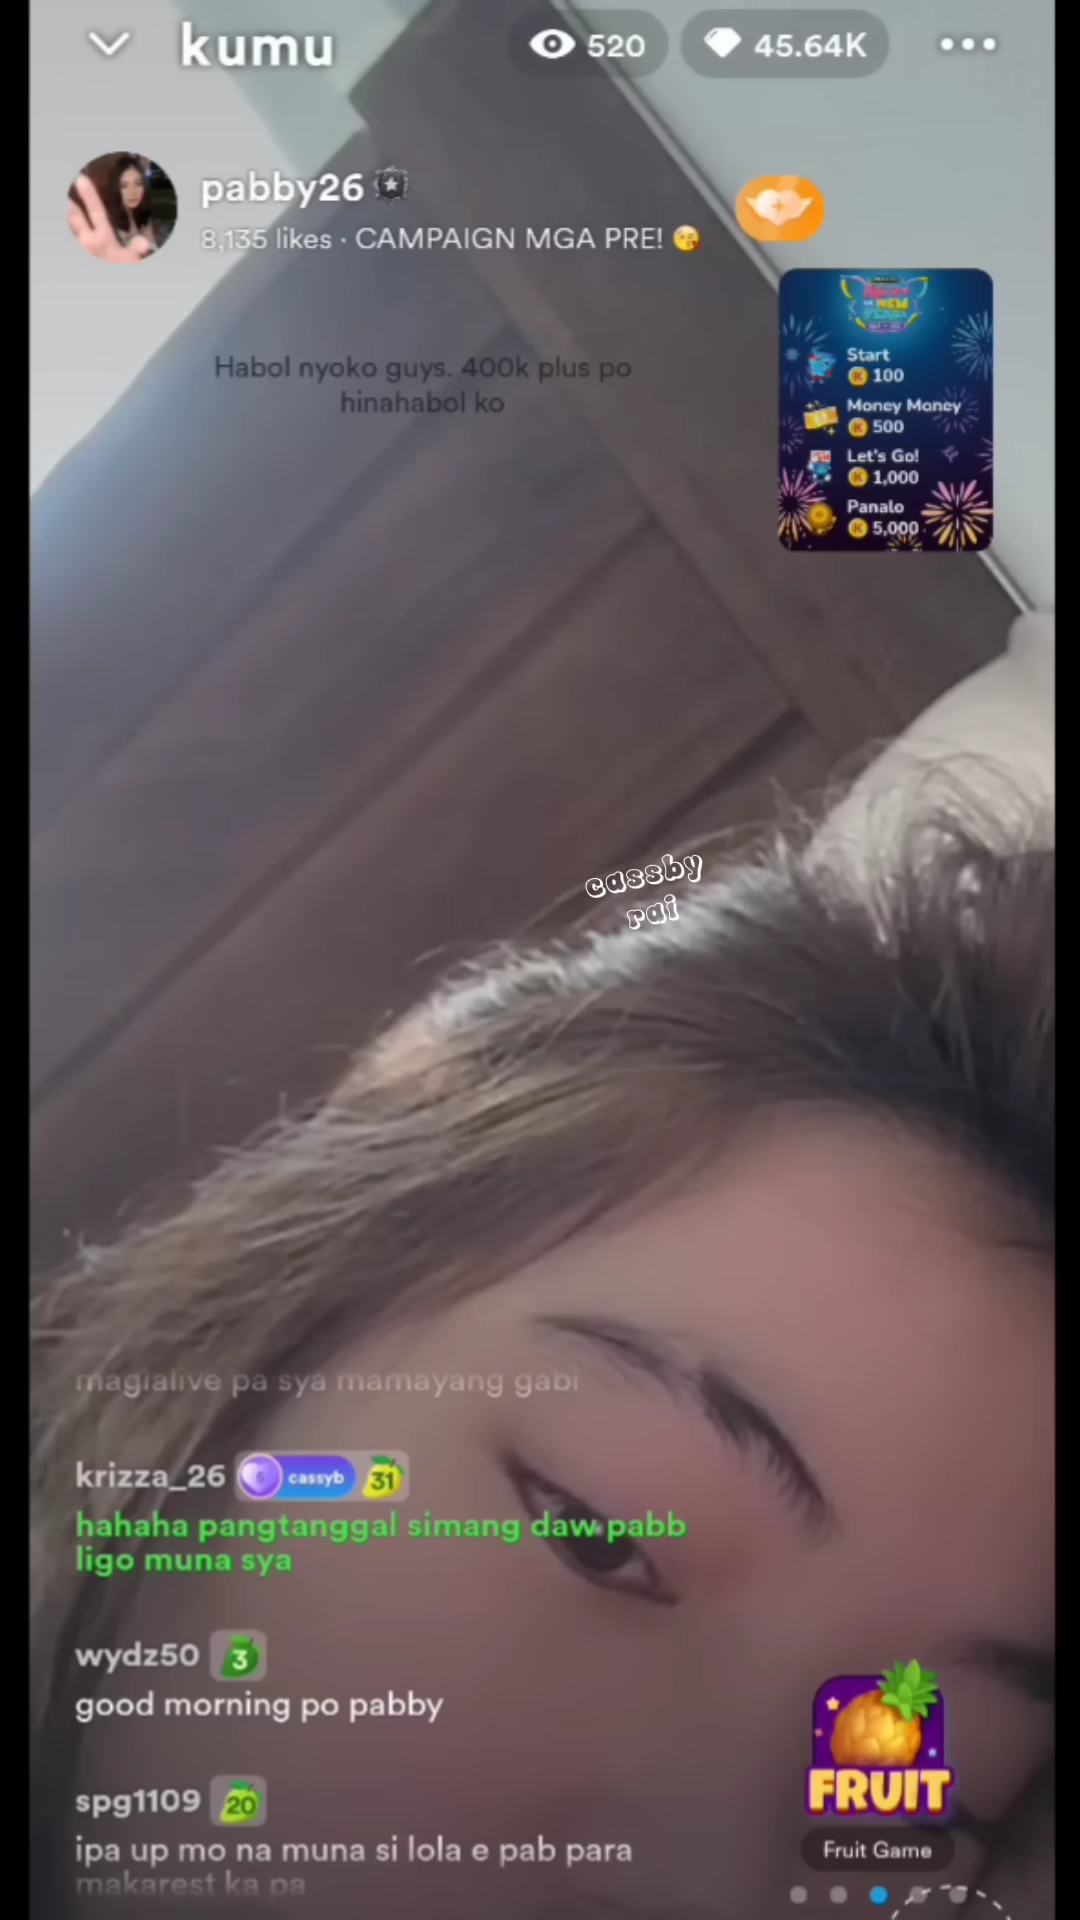 kumu
520
45.64K
pabby26
8,135 likes · CAMPAIGN MGA PRE! 😘
Habol nyoko guys. 400k plus po
hinahabol ko
NEW
Start
K 100
Money Money
K 500
Let's Go!
K 1,000
Panalo
K 5,000
cassby
rai
maglalive pa sya mamayang gabi
krizza_26 cassyb 31
hahaha pangtanggal simang daw pabb
ligo muna sya
wydz50 3
good morning po pabby
spg1109 20
ipa up mo na muna si lola e pab para
makarest ka pa
FRUIT
Fruit Game